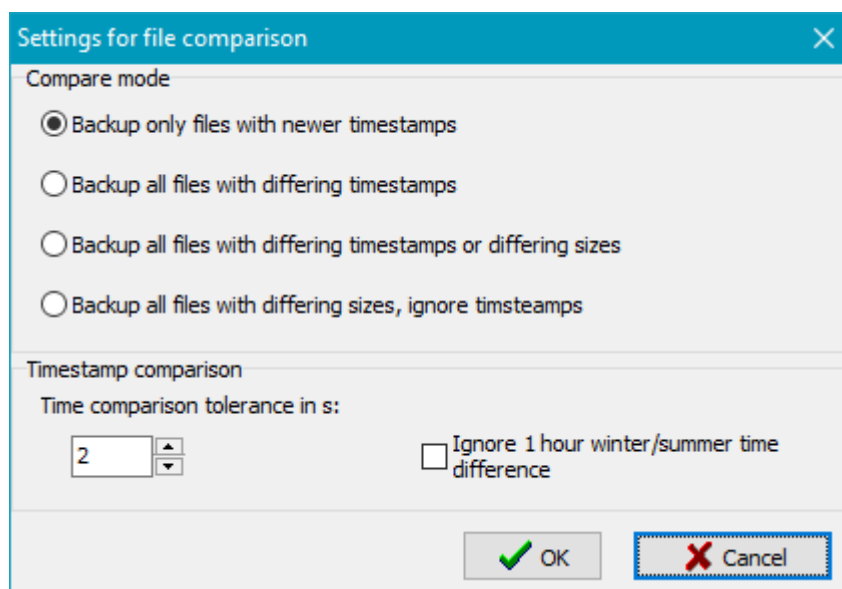 Settings for file comparison
Compare mode
Backup only files with newer timestamps
Backup all files with differing timestamps
Backup all files with differing timestamps or differing sizes
Backup all files with differing sizes, ignore timsteamps
Timestamp comparison
Time comparison tolerance in s:
2
Ignore 1 hour winter/summer time
difference
OK
Cancel